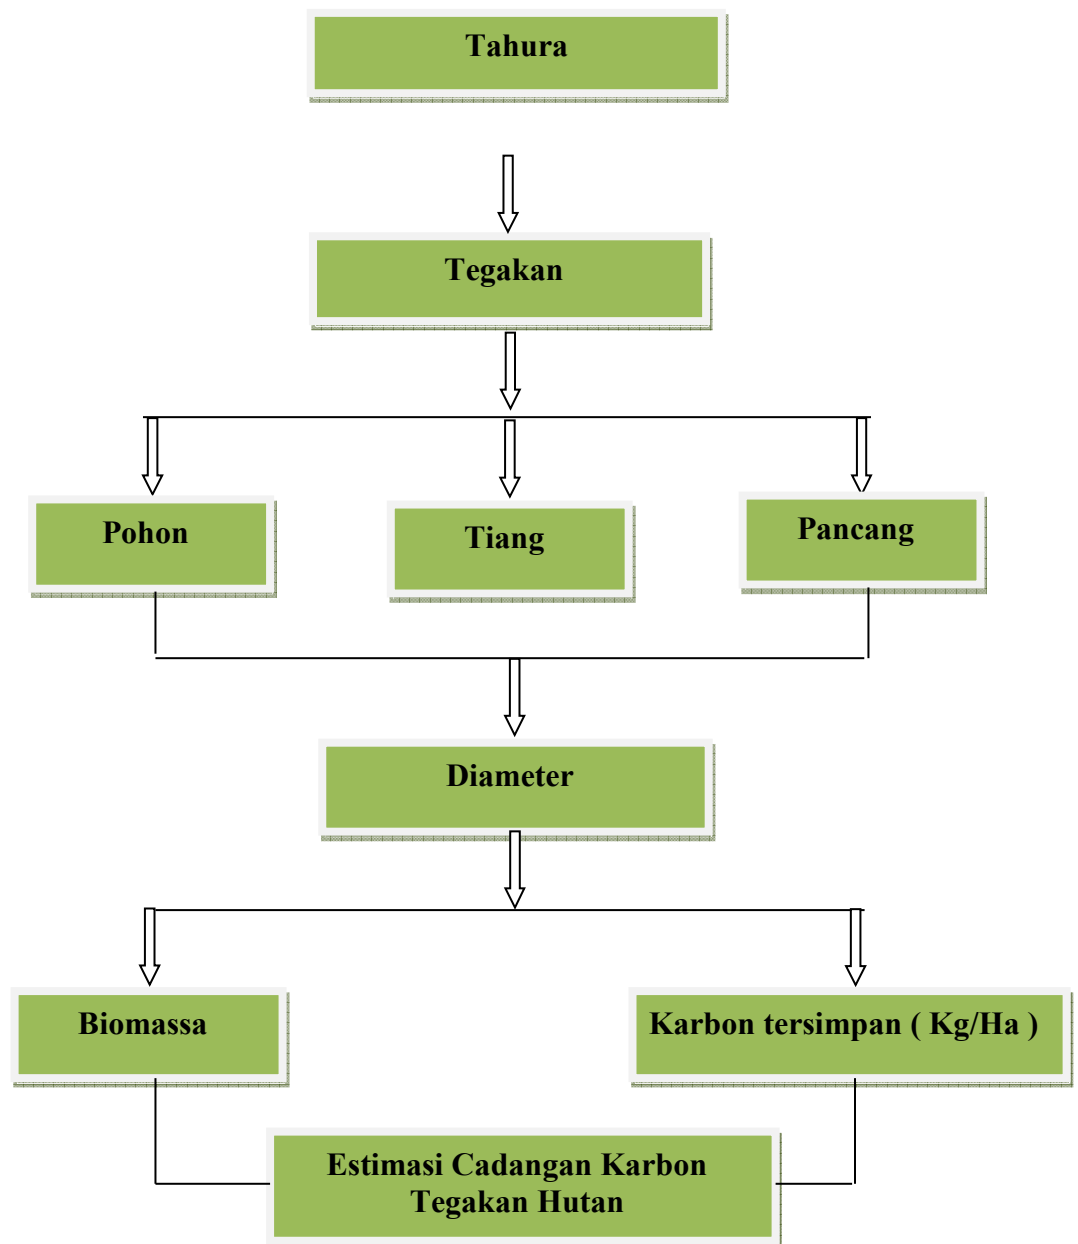 Tahura
Tegakan
Pohon
Tiang
Pancang
Diameter
Biomassa
Karbon tersimpan ( Kg/Ha )
Estimasi Cadangan Karbon
Tegakan Hutan